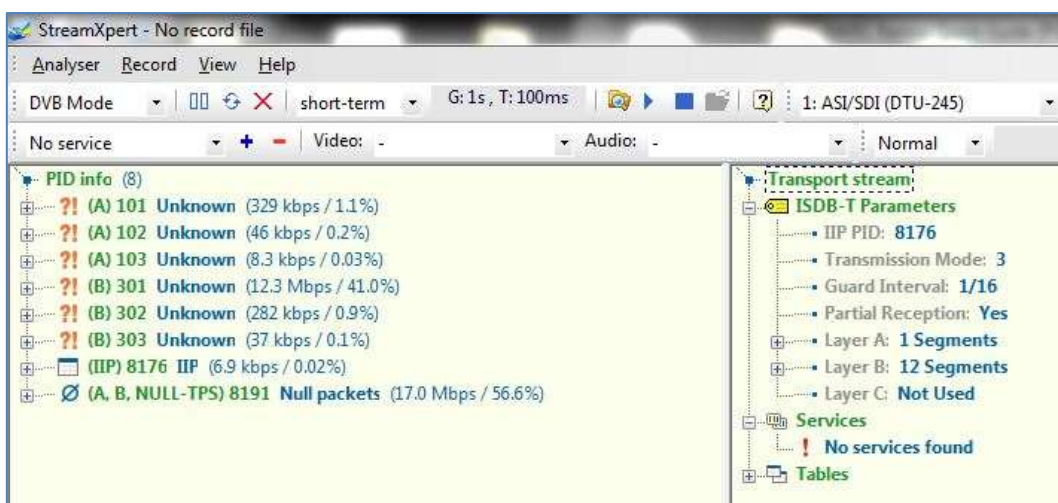 StreamXpert - No record file
Analyser Record View Help
DVB Mode short-term G: 1s, T: 100ms 1: ASI/SDI (DTU-245)
No service + - Video: - Audio: - Normal
PID info (8)
?! (A) 101 Unknown (329 kbps / 1.1%)
?! (A) 102 Unknown (46 kbps / 0.2%)
?! (A) 103 Unknown (8.3 kbps / 0.03%)
?! (B) 301 Unknown (12.3 Mbps / 41.0%)
?! (B) 302 Unknown (282 kbps / 0.9%)
?! (B) 303 Unknown (37 kbps / 0.1%)
(IIP) 8176 IIP (6.9 kbps / 0.02%)
(A, B, NULL-TPS) 8191 Null packets (17.0 Mbps / 56.6%)
Transport stream
ISDB-T Parameters
IIP PID: 8176
Transmission Mode: 3
Guard Interval: 1/16
Partial Reception: Yes
Layer A: 1 Segments
Layer B: 12 Segments
Layer C: Not Used
Services
! No services found
Tables